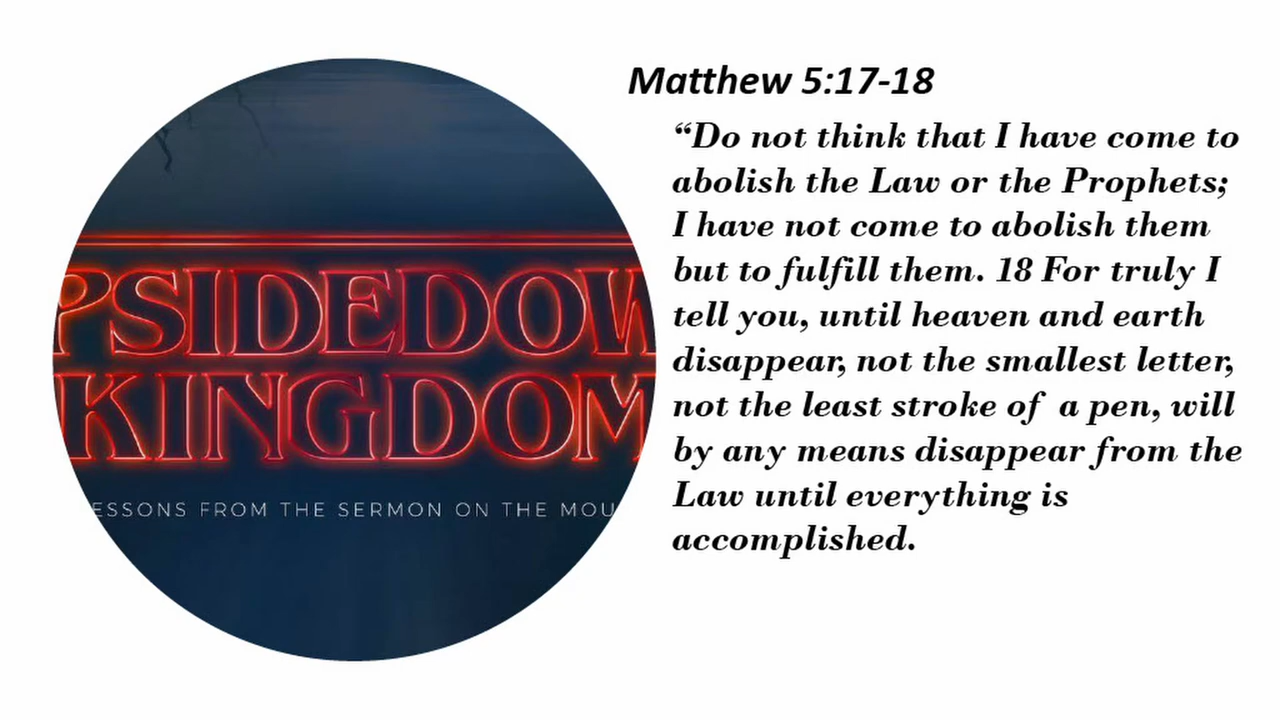 PSIDEDOW
KINGDOM
ESSONS FROM THE SERMON ON THE MOU
Matthew 5:17-18
“Do not think that I have come to
abolish the Law or the Prophets;
I have not come to abolish them
but to fulfill them. 18 For truly I
tell you, until heaven and earth
disappear, not the smallest letter,
not the least stroke of a pen, will
by any means disappear from the
Law until everything is
accomplished.